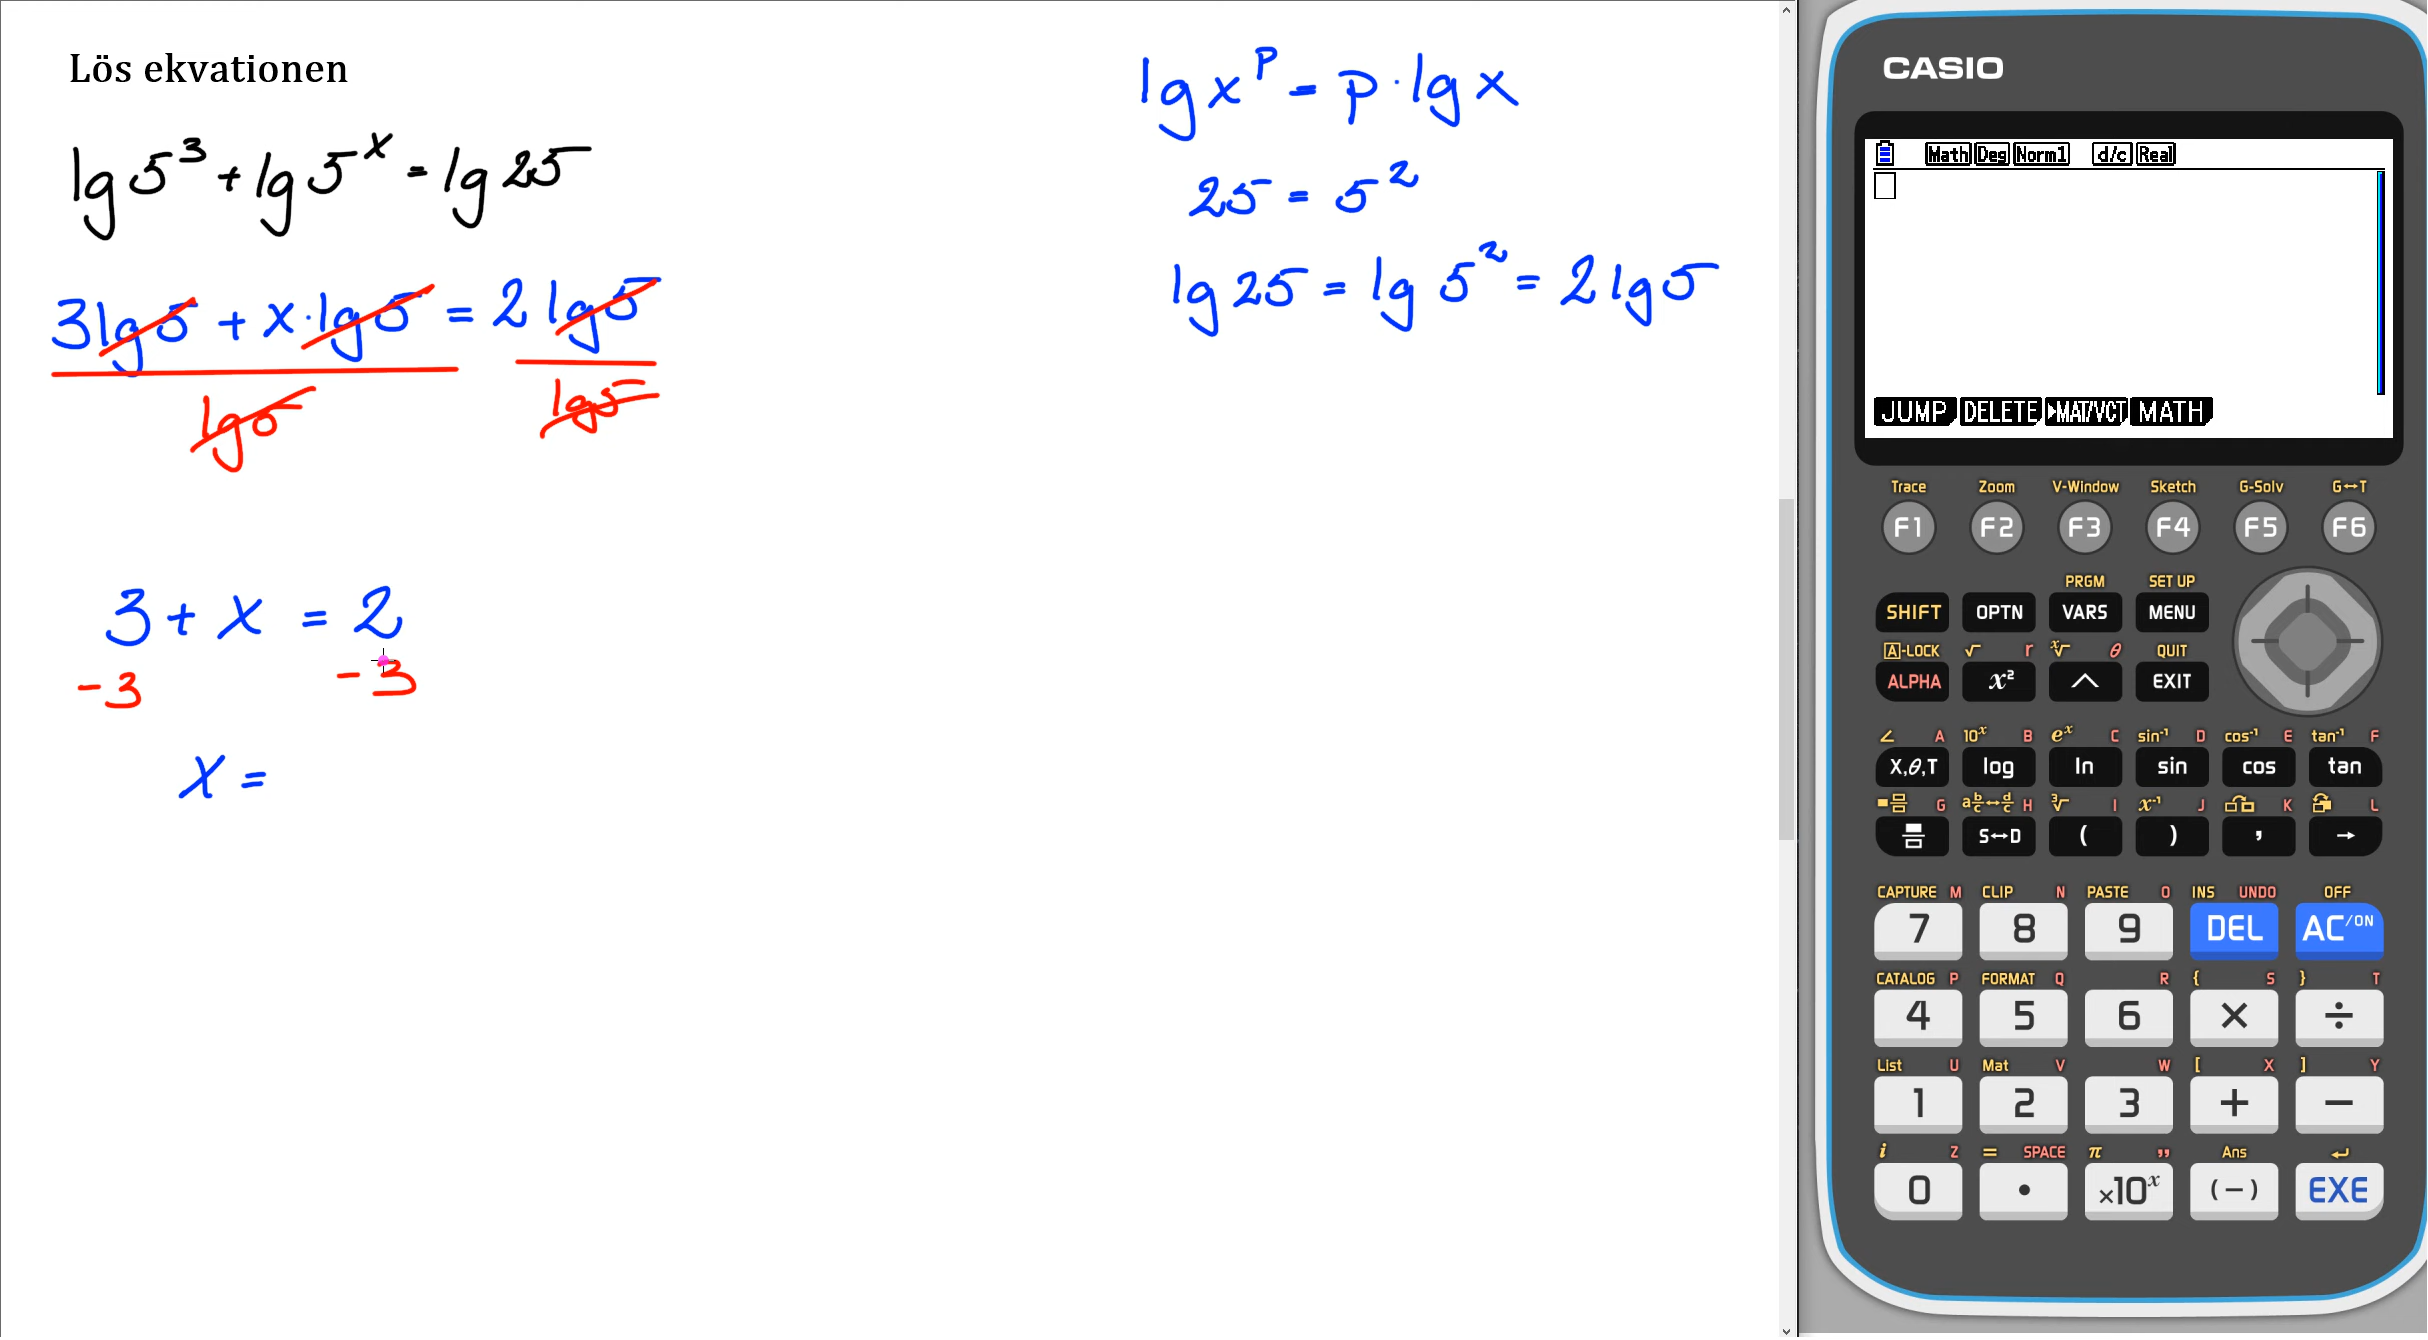 Lös ekvationen
lg 5³ + lg 5ˣ = lg 25
3 lg 5 + x · lg 5 = 2 lg 5
lg 5 lg 5
3 + x = 2
-3 -3
x =
lg xᵖ = p · lg x
25 = 5²
lg 25 = lg 5² = 2 lg 5
CASIO
Math Deg Norm1 d/c Real
JUMP DELETE ▶MAT/VCT MATH
Trace Zoom V-Window Sketch G-Solv G↔T
F1 F2 F3 F4 F5 F6
PRGM SET UP
SHIFT OPTN VARS MENU
A-LOCK √ r ˣ√ θ QUIT
ALPHA x² ^ EXIT
∠ A 10ˣ B eˣ C sin⁻¹ D cos⁻¹ E tan⁻¹ F
X,θ,T log ln sin cos tan
G a b/c↔d/c H ³√ I x⁻¹ J K L
S↔D ( ) , →
CAPTURE M CLIP N PASTE O INS UNDO OFF
7 8 9 DEL AC/ON
CATALOG P FORMAT Q R { S } T
4 5 6 × ÷
List U Mat V W [ X ] Y
1 2 3 + −
i Z = SPACE π " Ans ↵
0 • ×10ˣ (−) EXE